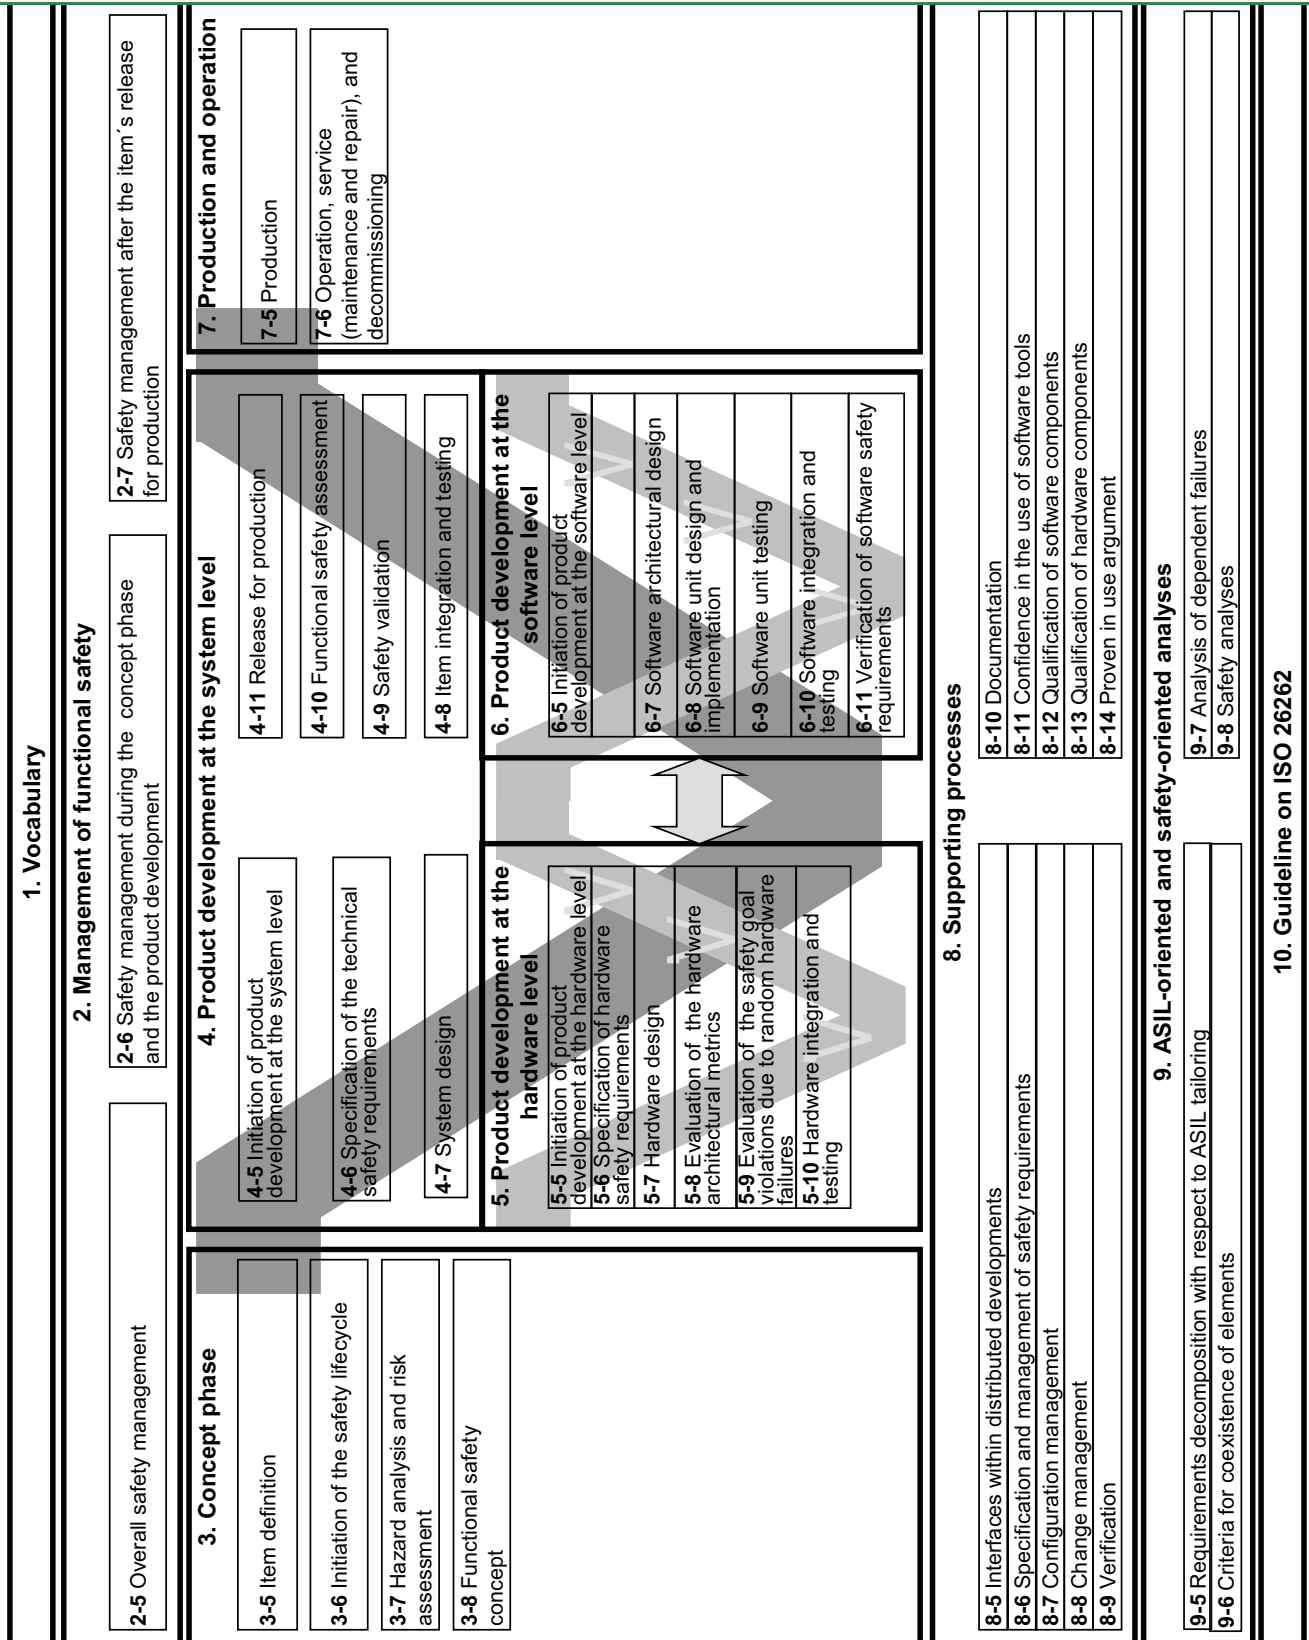 1. Vocabulary
2. Management of functional safety
2-5 Overall safety management
2-6 Safety management during the concept phase
and the product development
2-7 Safety management after the item´s release
for production
3. Concept phase
3-5 Item definition
3-6 Initiation of the safety lifecycle
3-7 Hazard analysis and risk
assessment
3-8 Functional safety
concept
4. Product development at the system level
4-5 Initiation of product
development at the system level
4-6 Specification of the technical
safety requirements
4-7 System design
4-11 Release for production
4-10 Functional safety assessment
4-9 Safety validation
4-8 Item integration and testing
7. Production and operation
7-5 Production
7-6 Operation, service
(maintenance and repair), and
decommissioning
5. Product development at the
hardware level
5-5 Initiation of product
development at the hardware level
5-6 Specification of hardware
safety requirements
5-7 Hardware design
5-8 Evaluation of the hardware
architectural metrics
5-9 Evaluation of the safety goal
violations due to random hardware
failures
5-10 Hardware integration and
testing
6. Product development at the
software level
6-5 Initiation of product
development at the software level
6-7 Software architectural design
6-8 Software unit design and
implementation
6-9 Software unit testing
6-10 Software integration and
testing
6-11 Verification of software safety
requirements
8. Supporting processes
8-5 Interfaces within distributed developments
8-6 Specification and management of safety requirements
8-7 Configuration management
8-8 Change management
8-9 Verification
8-10 Documentation
8-11 Confidence in the use of software tools
8-12 Qualification of software components
8-13 Qualification of hardware components
8-14 Proven in use argument
9. ASIL-oriented and safety-oriented analyses
9-5 Requirements decomposition with respect to ASIL tailoring
9-6 Criteria for coexistence of elements
9-7 Analysis of dependent failures
9-8 Safety analyses
10. Guideline on ISO 26262